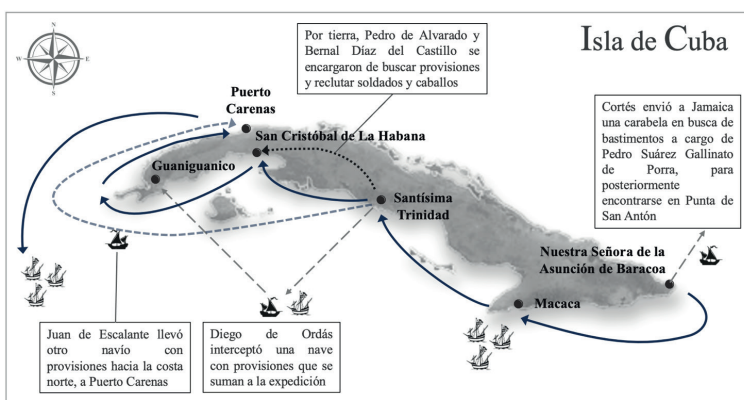 Isla de Cuba
N
W
E
S
Por tierra, Pedro de Alvarado y
Bernal Díaz del Castillo se
encargaron de buscar provisiones
y reclutar soldados y caballos
Cortés envió a Jamaica
una carabela en busca de
bastimentos a cargo de
Pedro Suárez Gallinato
de Porra, para
posteriormente
encontrarse en Punta de
San Antón
Puerto
Carenas
San Cristóbal de La Habana
Guaniguanico
Santísima
Trinidad
Nuestra Señora de la
Asunción de Baracoa
Macaca
Juan de Escalante llevó
otro navío con
provisiones hacia la costa
norte, a Puerto Carenas
Diego de Ordás
interceptó una nave
con provisiones que se
suman a la expedición